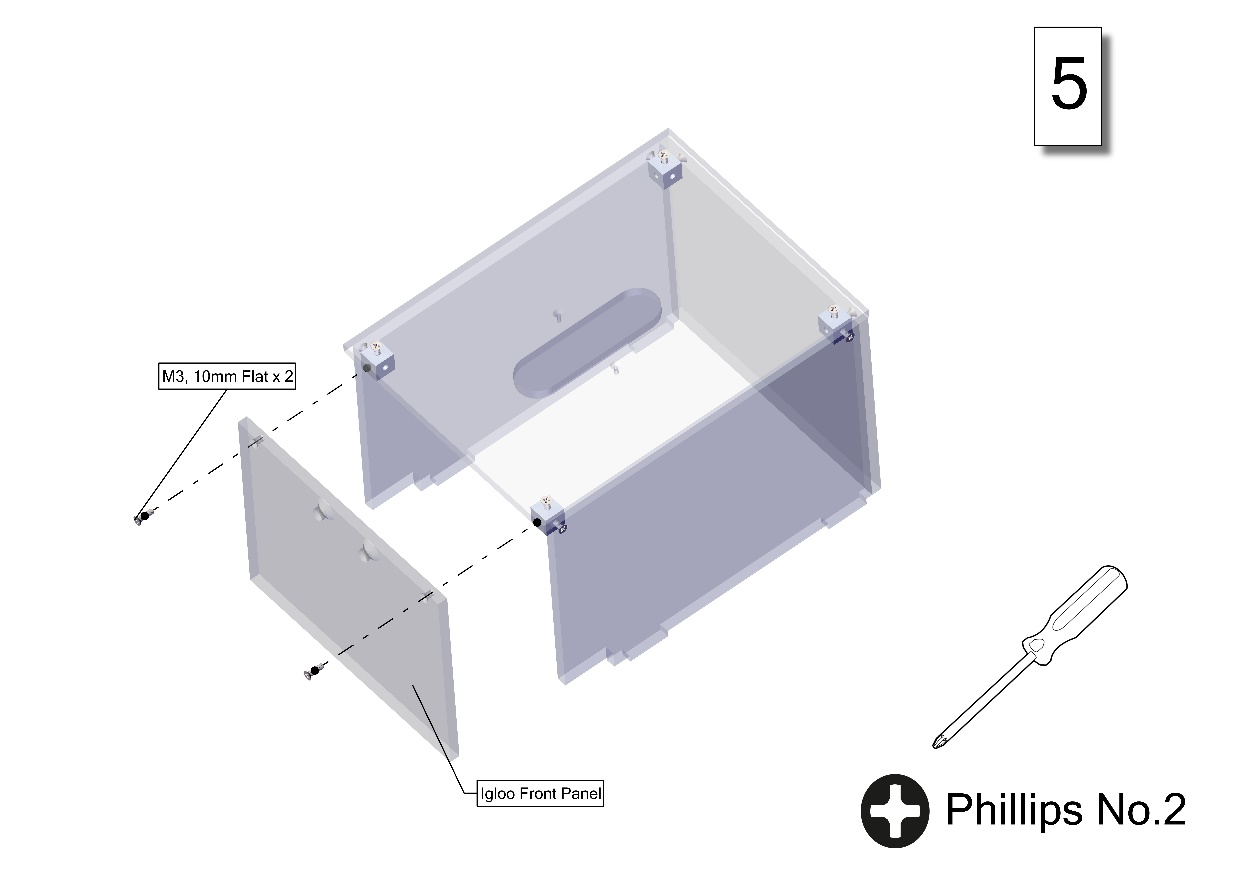 5
M3, 10mm Flat x 2
Igloo Front Panel
Phillips No.2